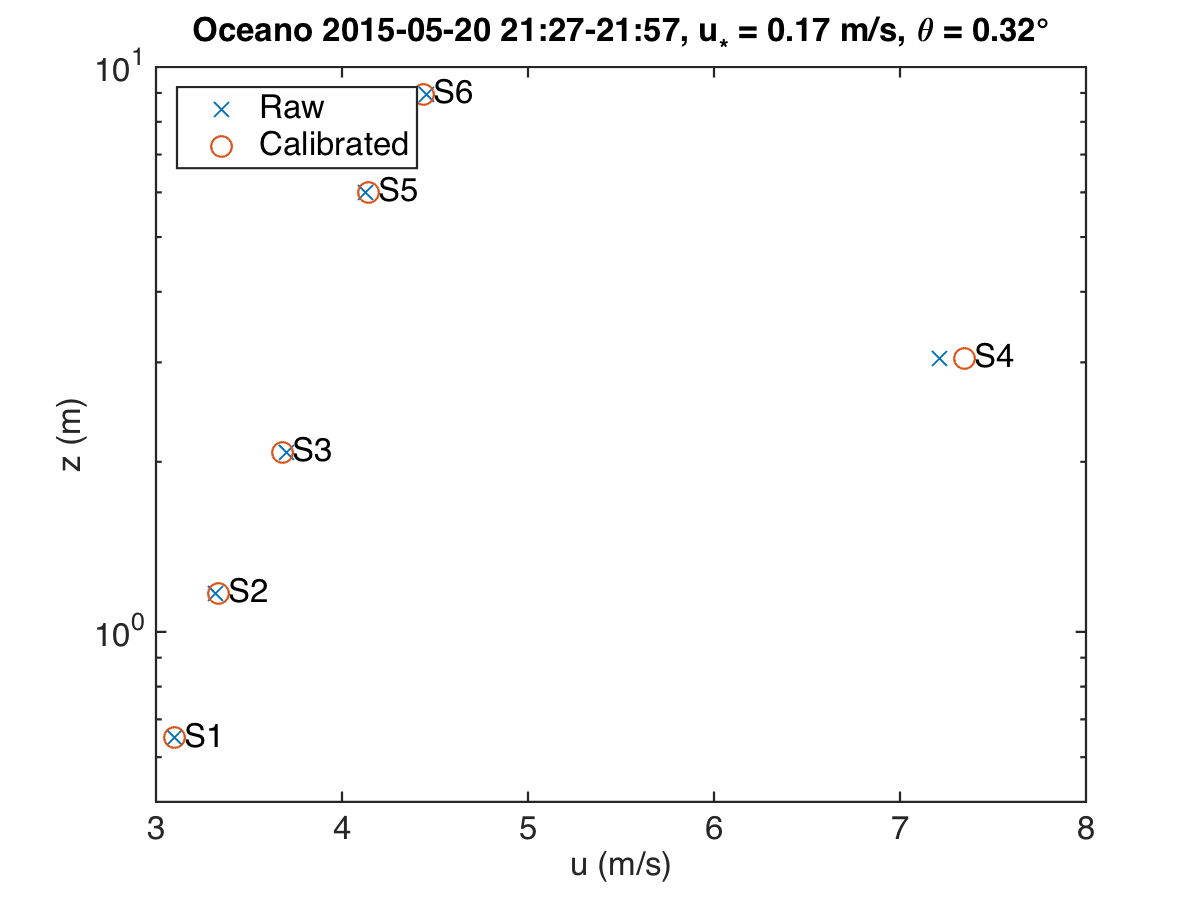 Oceano 2015-05-20 21:27-21:57, u* = 0.17 m/s, θ = 0.32°
10¹
Raw
Calibrated
S6
S5
S4
z (m)
S3
S2
10⁰
S1
3 4 5 6 7 8
u (m/s)